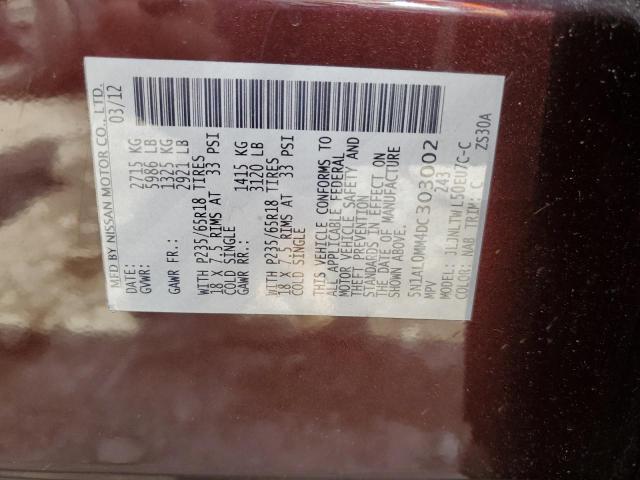 MFD BY NISSAN MOTOR CO., LTD.
DATE: 03/12
GVWR: 2715 KG
5986 LB
GAWR FR.: 1325 KG
2921 LB
WITH P235/65R18 TIRES
18 X 7.5 RIMS AT 33 PSI
COLD SINGLE
GAWR RR.: 1415 KG
3120 LB
WITH P235/65R18 TIRES
18 X 7.5 RIMS AT 33 PSI
COLD SINGLE
THIS VEHICLE CONFORMS TO
ALL APPLICABLE FEDERAL
MOTOR VEHICLE SAFETY AND
THEFT PREVENTION
STANDARDS IN EFFECT ON
THE DATE OF MANUFACTURE
SHOWN ABOVE.
5N1AL0MM4DC303002
MPV 243
MODEL: JLJNLTWL50EUZC-C
COLOR: NAB TRIM: C ZS30A